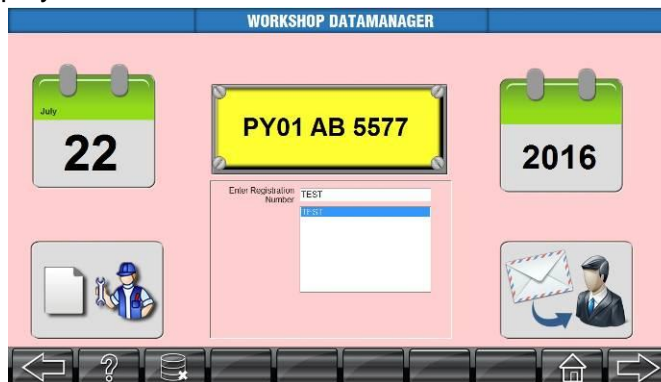 WORKSHOP DATAMANAGER
July
22
PY01 AB 5577
2016
Enter Registration
Number
TEST
TEST
?